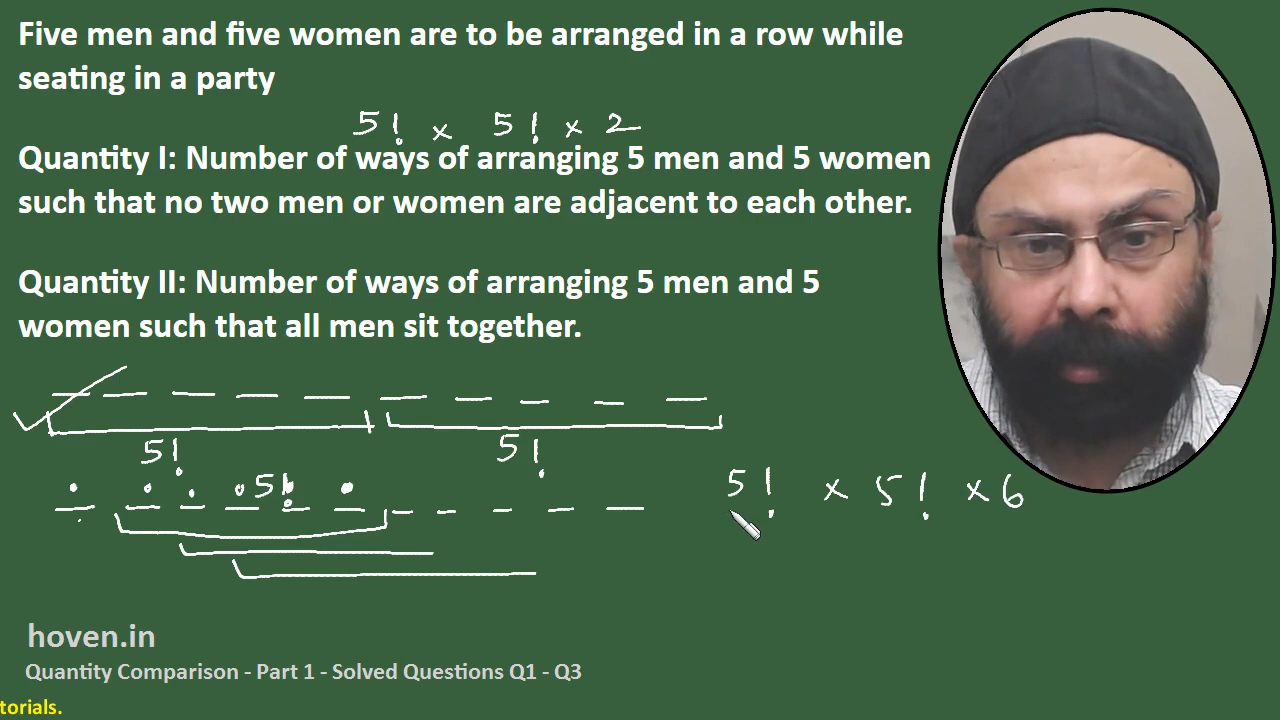 Five men and five women are to be arranged in a row while
seating in a party
5! × 5! × 2
Quantity I: Number of ways of arranging 5 men and 5 women
such that no two men or women are adjacent to each other.
Quantity II: Number of ways of arranging 5 men and 5
women such that all men sit together.
5! 5!
5! 5! × 5! × 6
hoven.in
Quantity Comparison - Part 1 - Solved Questions Q1 - Q3
torials.